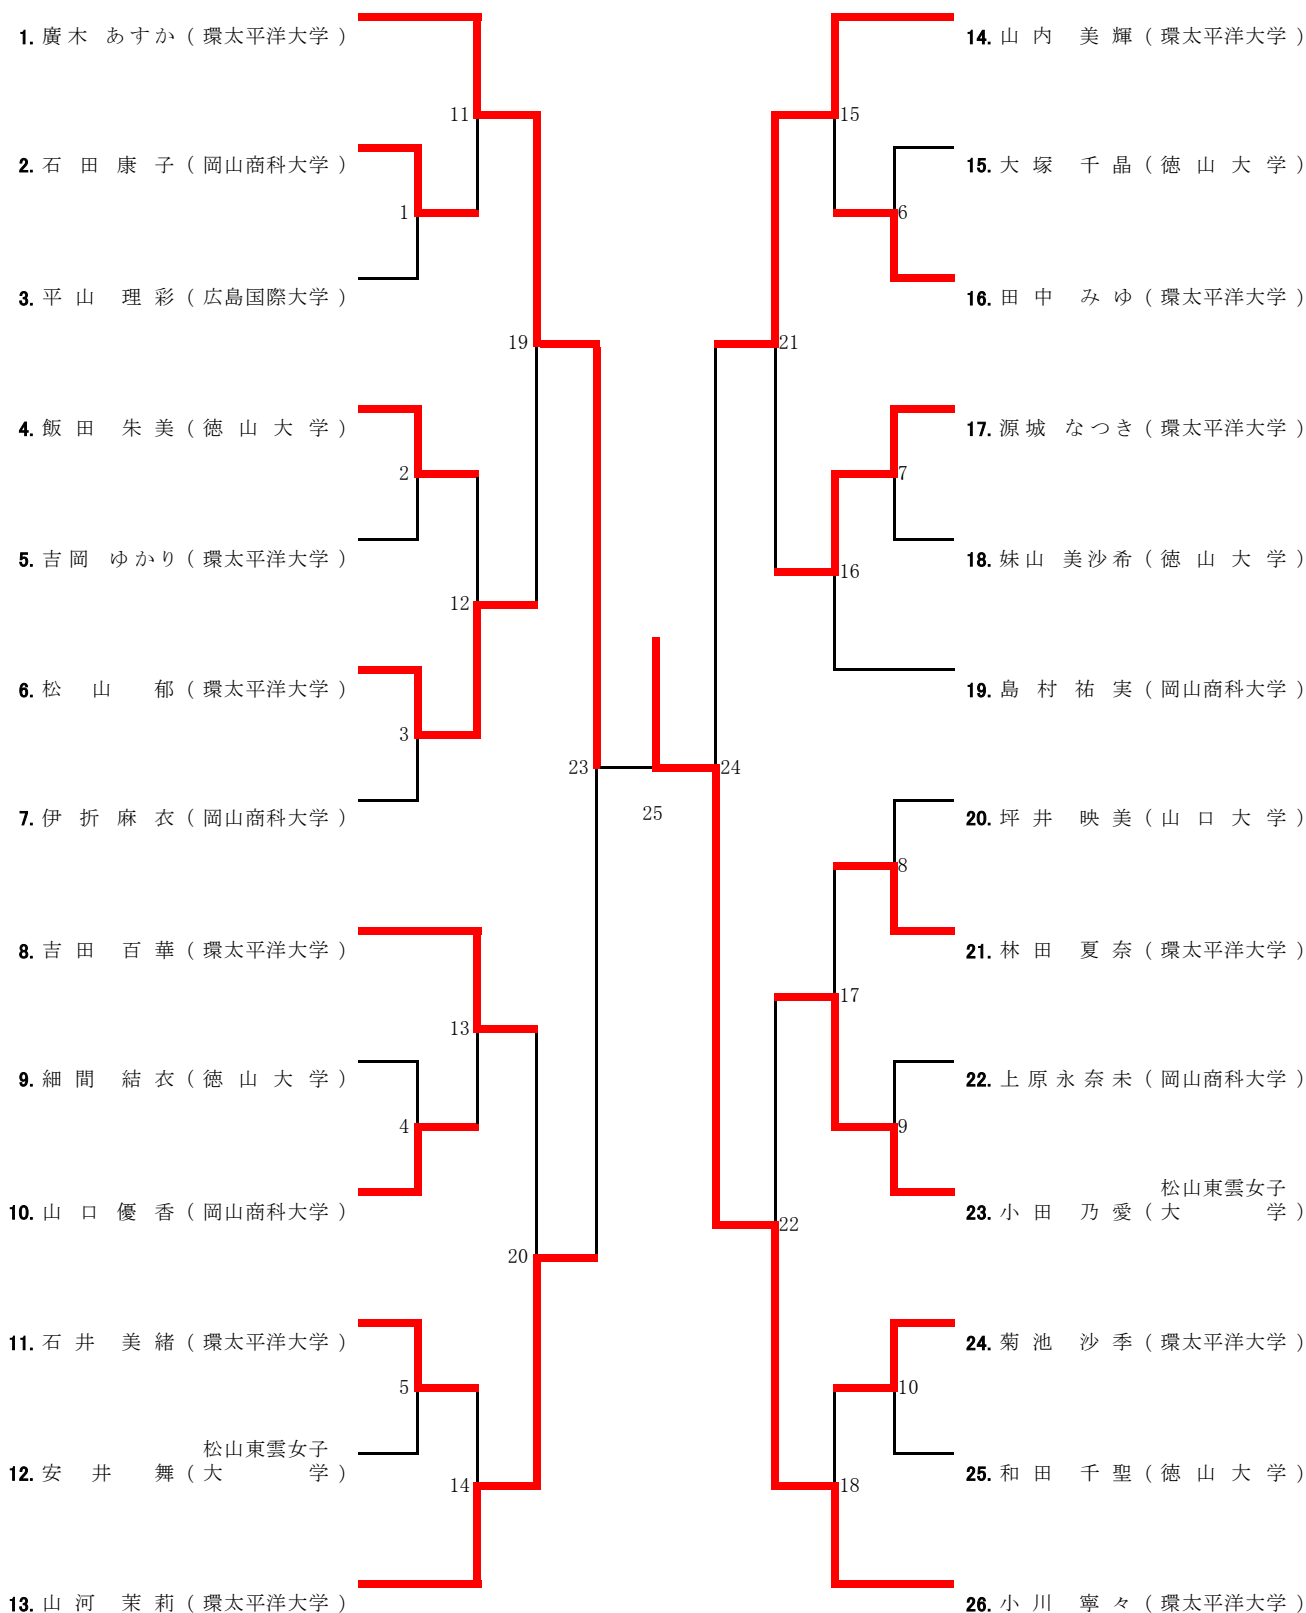 1. 廣木 あすか ( 環太平洋大学 )
2. 石田康子 ( 岡山商科大学 )
3. 平山 理彩 ( 広島国際大学 )
4. 飯田 朱美 ( 徳山大学 )
5. 吉岡 ゆかり ( 環太平洋大学 )
6. 松山 郁 ( 環太平洋大学 )
7. 伊折麻衣 ( 岡山商科大学 )
8. 吉田 百華 ( 環太平洋大学 )
9. 細間 結衣 ( 徳山大学 )
10. 山口優香 ( 岡山商科大学 )
11. 石井 美緒 ( 環太平洋大学 )
松山東雲女子
12. 安井 舞 ( 大学 )
13. 山河 茉莉 ( 環太平洋大学 )
11
1
19
2
12
3
23
13
4
20
5
14
25
15
6
21
7
16
24
8
17
9
22
10
18
14. 山内 美輝 ( 環太平洋大学 )
15. 大塚 千晶 ( 徳山大学 )
16. 田中 みゆ ( 環太平洋大学 )
17. 源城 なつき ( 環太平洋大学 )
18. 妹山 美沙希 ( 徳山大学 )
19. 島村祐実 ( 岡山商科大学 )
20. 坪井 映美 ( 山口大学 )
21. 林田 夏奈 ( 環太平洋大学 )
22. 上原永奈未 ( 岡山商科大学 )
松山東雲女子
23. 小田 乃愛 ( 大学 )
24. 菊池 沙季 ( 環太平洋大学 )
25. 和田 千聖 ( 徳山大学 )
26. 小川 寧々 ( 環太平洋大学 )